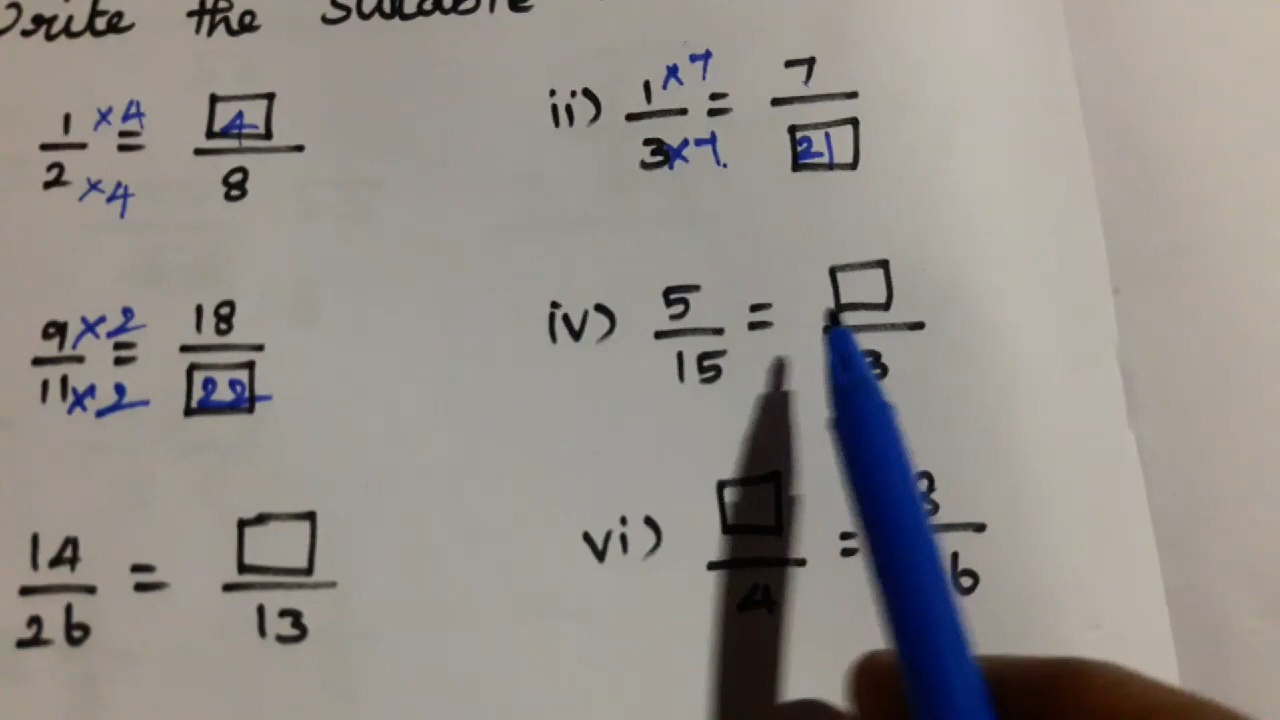 Write the suitable
1/2 ×4 ×4 = 4/8
ii) 1/3 ×7 ×7 = 7/21
9/11 ×2 ×2 = 18/22
iv) 5/15 = □/3
14/26 = □/13
vi) □/4 = 8/ 6